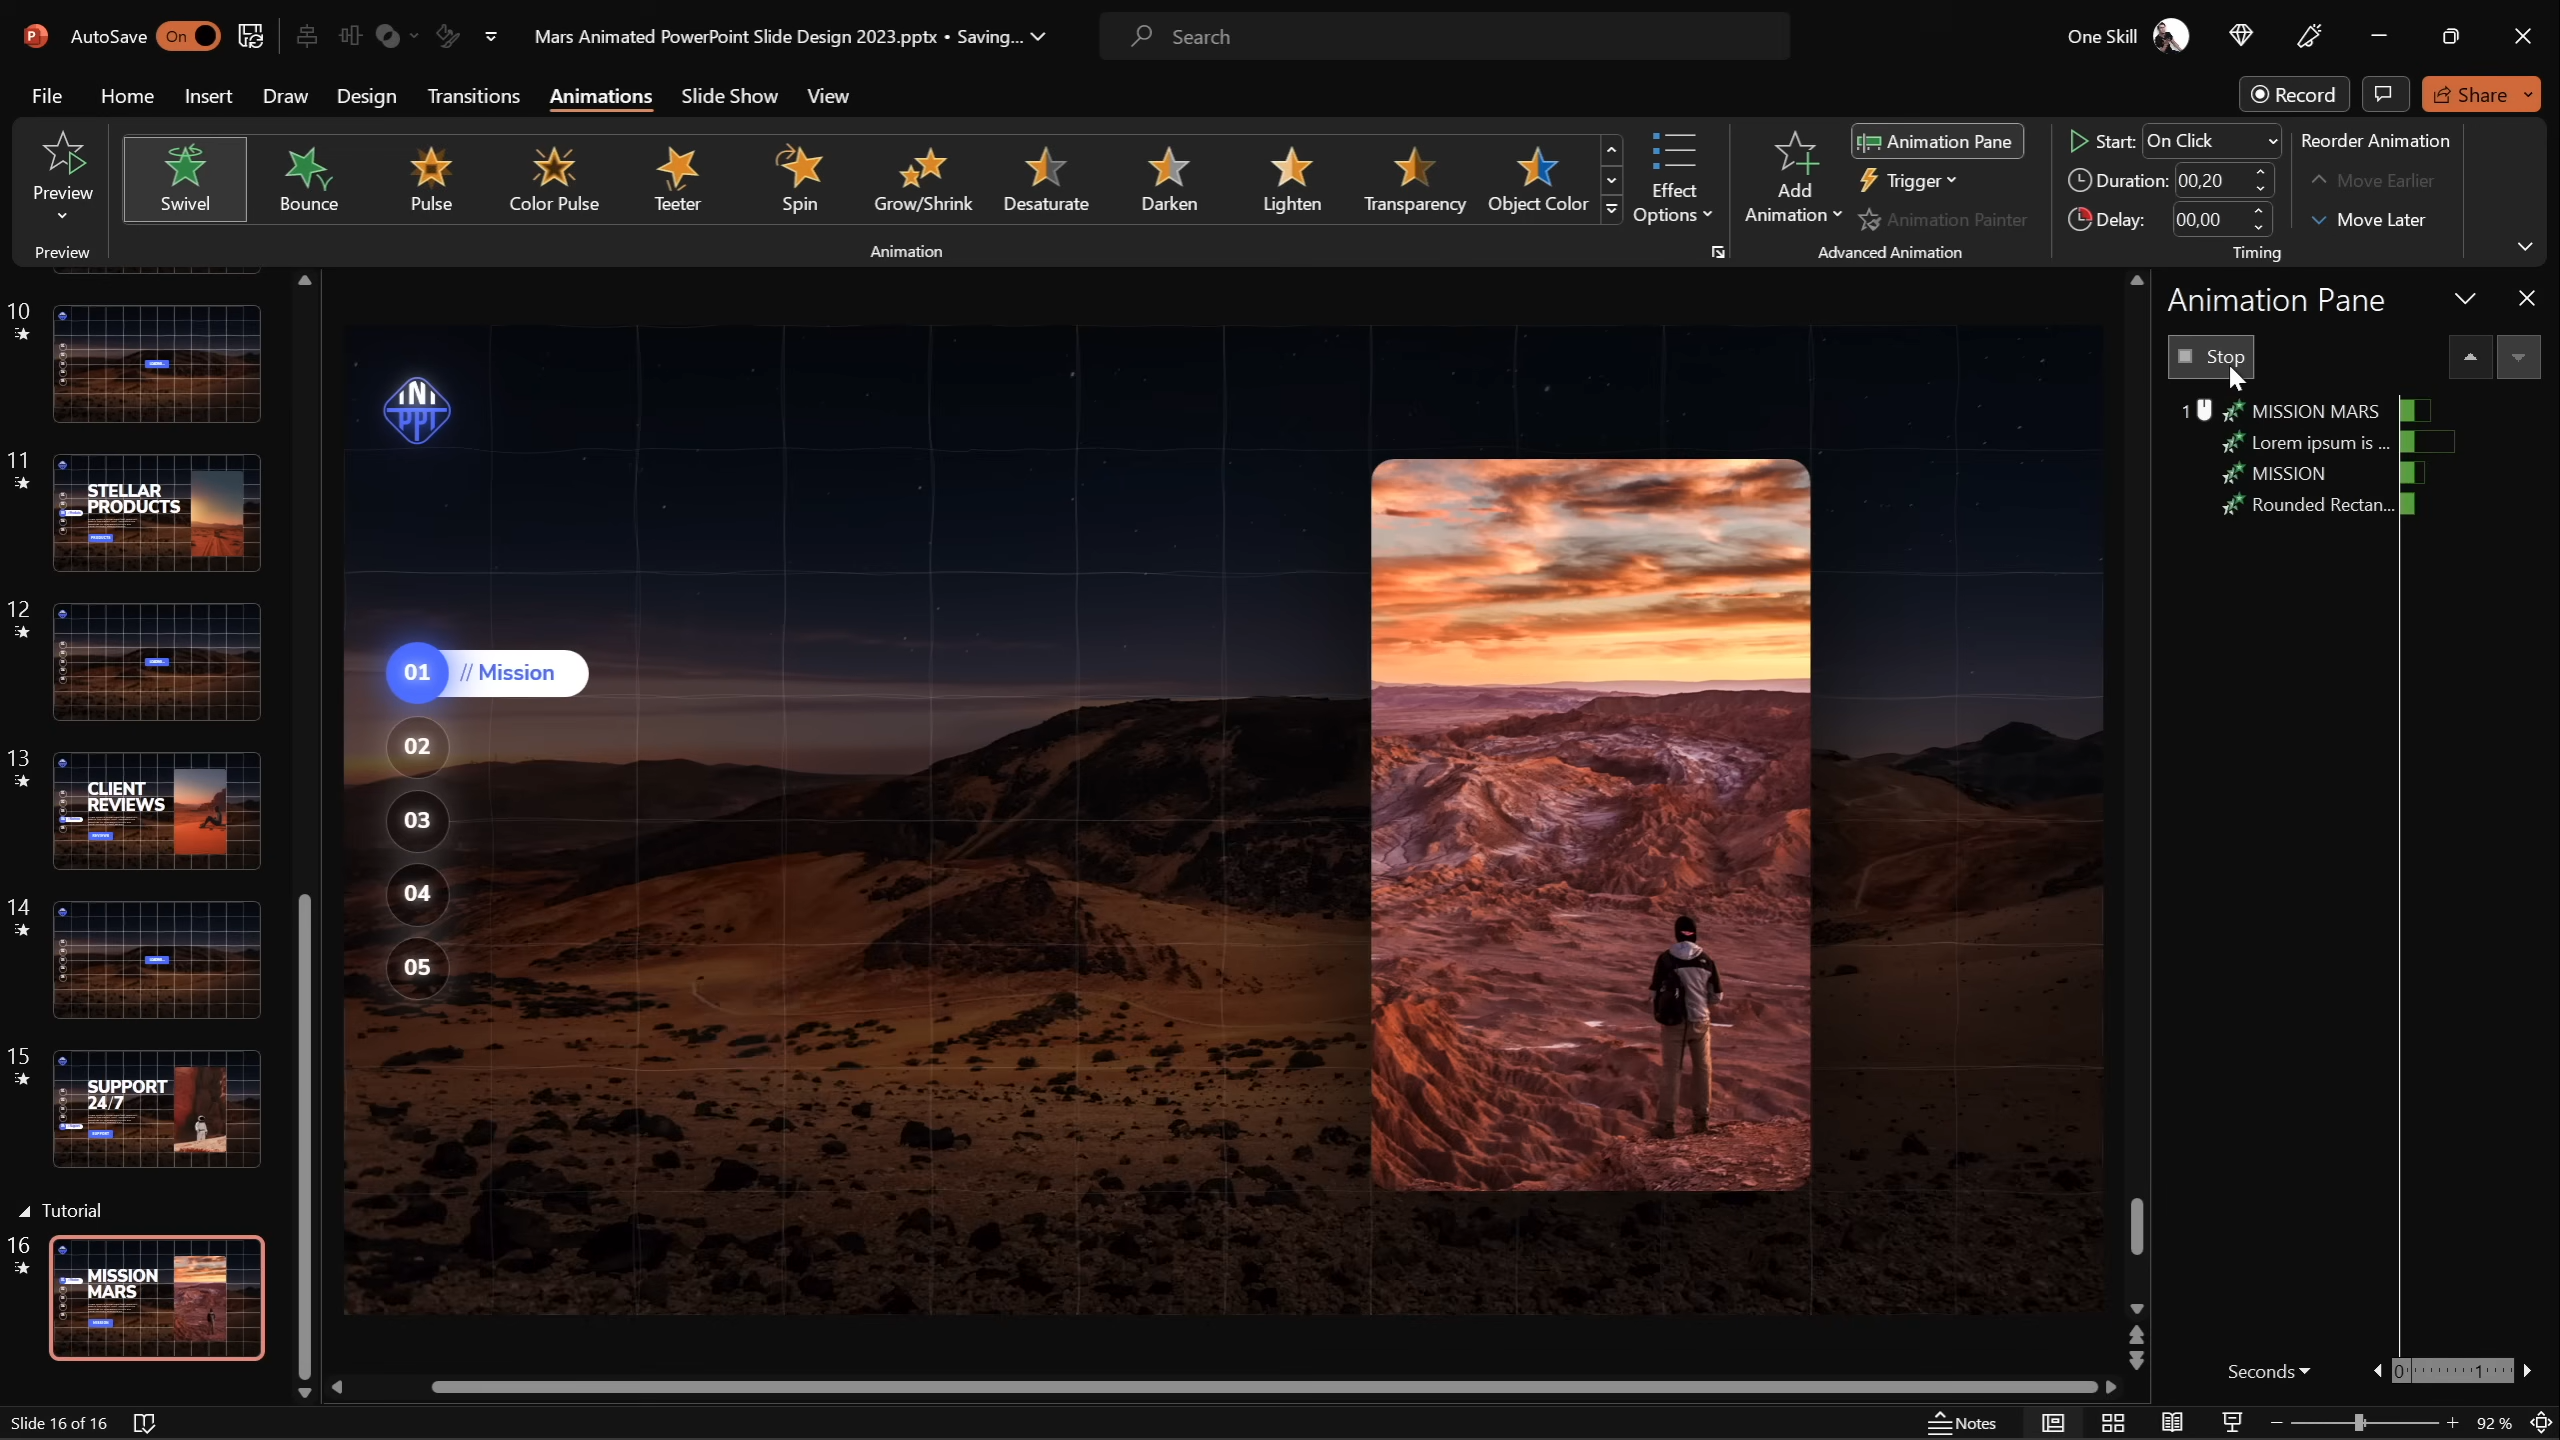 AutoSave On Mars Animated PowerPoint Slide Design 2023.pptx • Saving... Search One Skill
File Home Insert Draw Design Transitions Animations Slide Show View Record Share
Preview
Swivel Bounce Pulse Color Pulse Teeter Spin Grow/Shrink Desaturate Darken Lighten Transparency Object Color
Effect Options
Add Animation
Animation Pane
Trigger
Animation Painter
Start: On Click
Duration: 00,20
Delay: 00,00
Reorder Animation
Move Earlier
Move Later
Preview Animation Advanced Animation Timing
10
11
STELLAR
PRODUCTS
PRODUCTS
12
13
CLIENT
REVIEWS
REVIEWS
14
15
SUPPORT
24/7
SUPPORT
Tutorial
16
MISSION
MARS
MISSION
INPPT
01 // Mission
02
03
04
05
Animation Pane
Stop
1 MISSION MARS
Lorem ipsum is ...
MISSION
Rounded Rectan...
Seconds 0 1
Slide 16 of 16 Notes 92 %